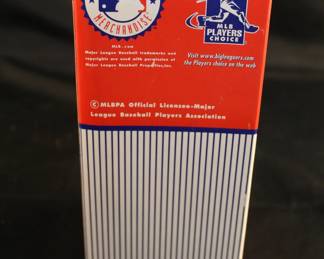 MERCHANDISE
MLB.com
Major League Baseball trademarks and
copyrights are used with permission of
Major League Baseball Properties,Inc.
MLB
PLAYERS
CHOICE
Visit www.bigleaguers.com
the Players choice on the web
© MLBPA Official Licensee-Major
League Baseball Players Association